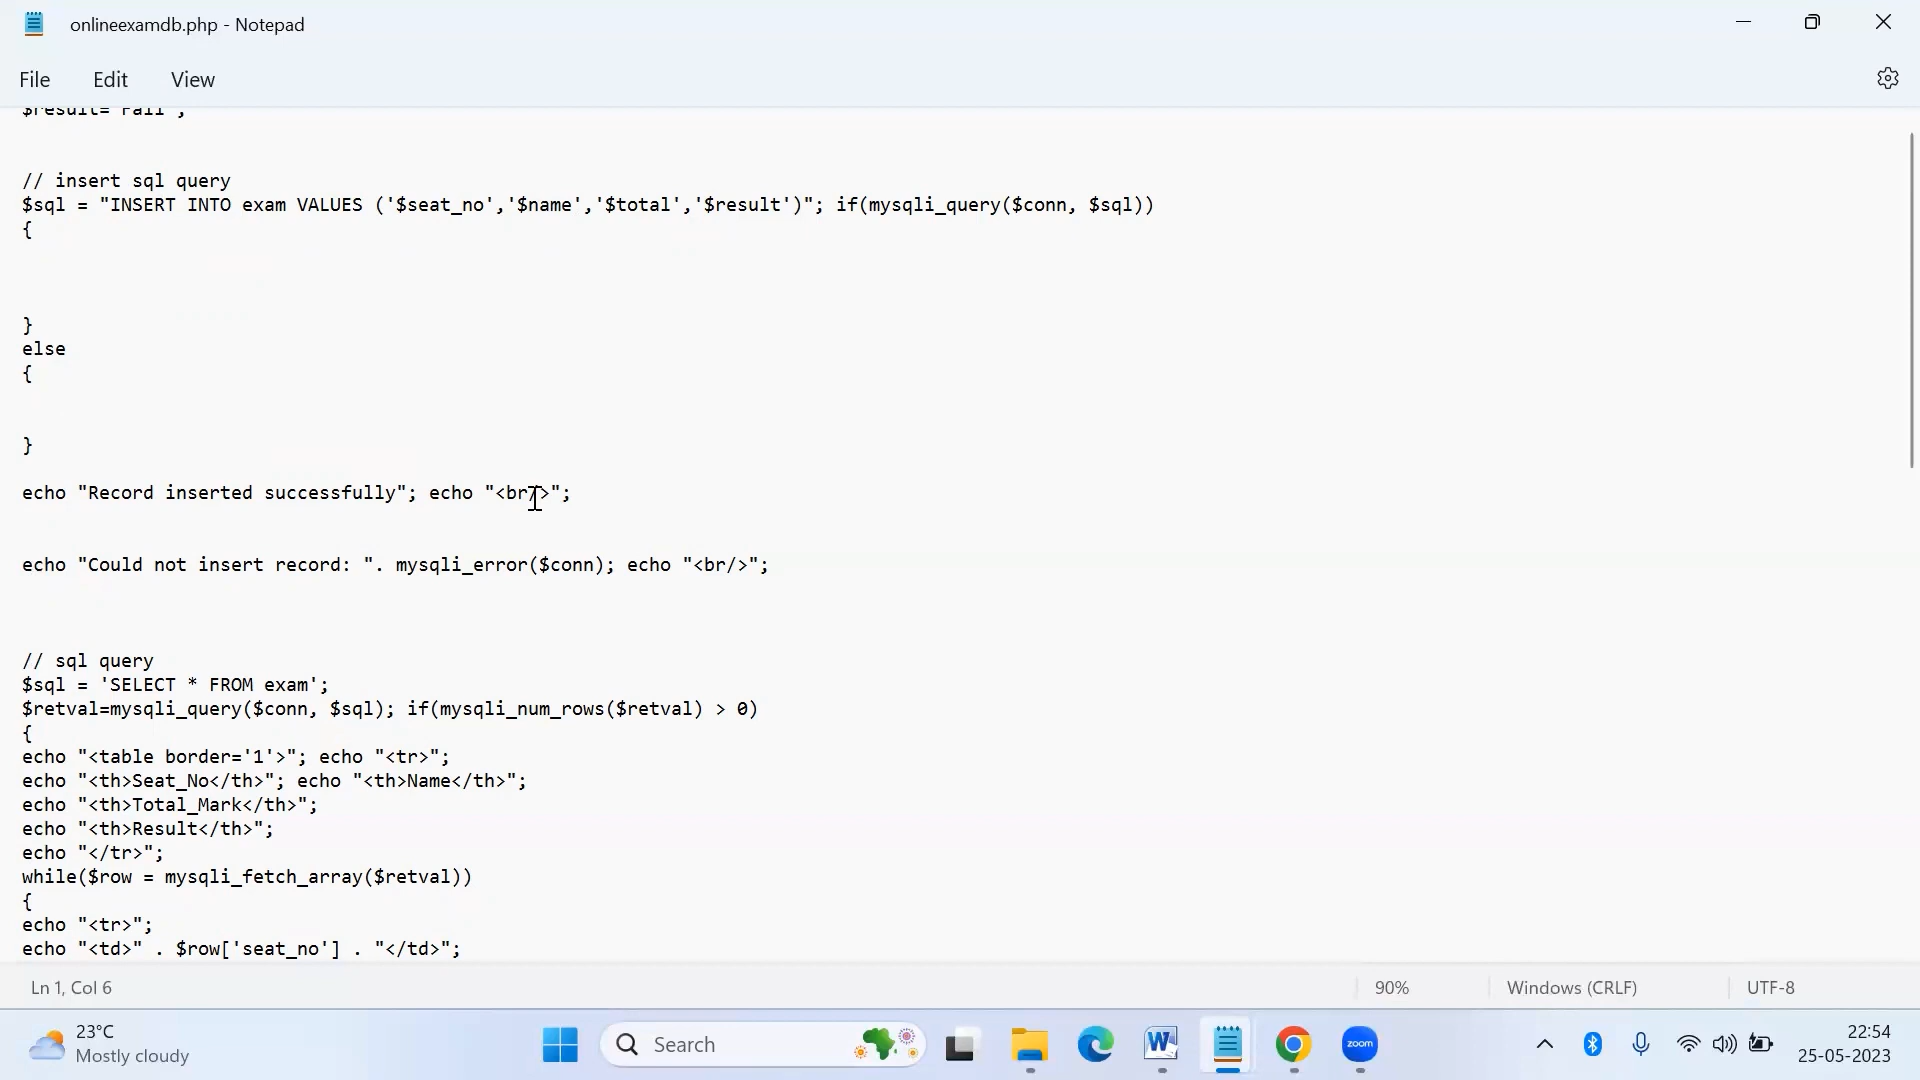 onlineexamdb.php - Notepad
File Edit View
$result="Fail";
// insert sql query
$sql = "INSERT INTO exam VALUES ('$seat_no','$name','$total','$result')"; if(mysqli_query($conn, $sql))
{
}
else
{
}
echo "Record inserted successfully"; echo "<br/>";
echo "Could not insert record: ". mysqli_error($conn); echo "<br/>";
// sql query
$sql = 'SELECT * FROM exam';
$retval=mysqli_query($conn, $sql); if(mysqli_num_rows($retval) > 0)
{
echo "<table border='1'>"; echo "<tr>";
echo "<th>Seat_No</th>"; echo "<th>Name</th>";
echo "<th>Total_Mark</th>";
echo "<th>Result</th>";
echo "</tr>";
while($row = mysqli_fetch_array($retval))
{
echo "<tr>";
echo "<td>" . $row['seat_no'] . "</td>";
Ln 1, Col 6
90%
Windows (CRLF)
UTF-8
23°C
Mostly cloudy
Search
zoom
22:54
25-05-2023